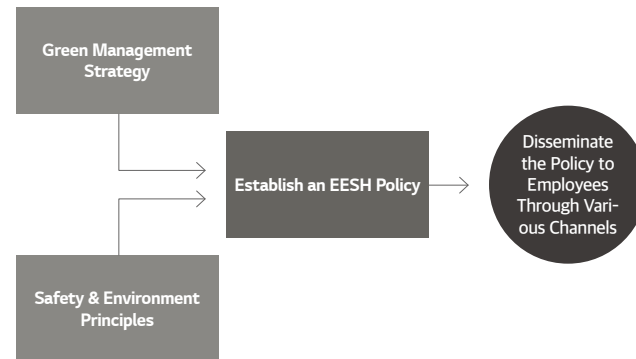 Green Management
Strategy
Establish an EESH Policy
Disseminate
the Policy to
Employees
Through Vari-
ous Channels
Safety & Environment
Principles